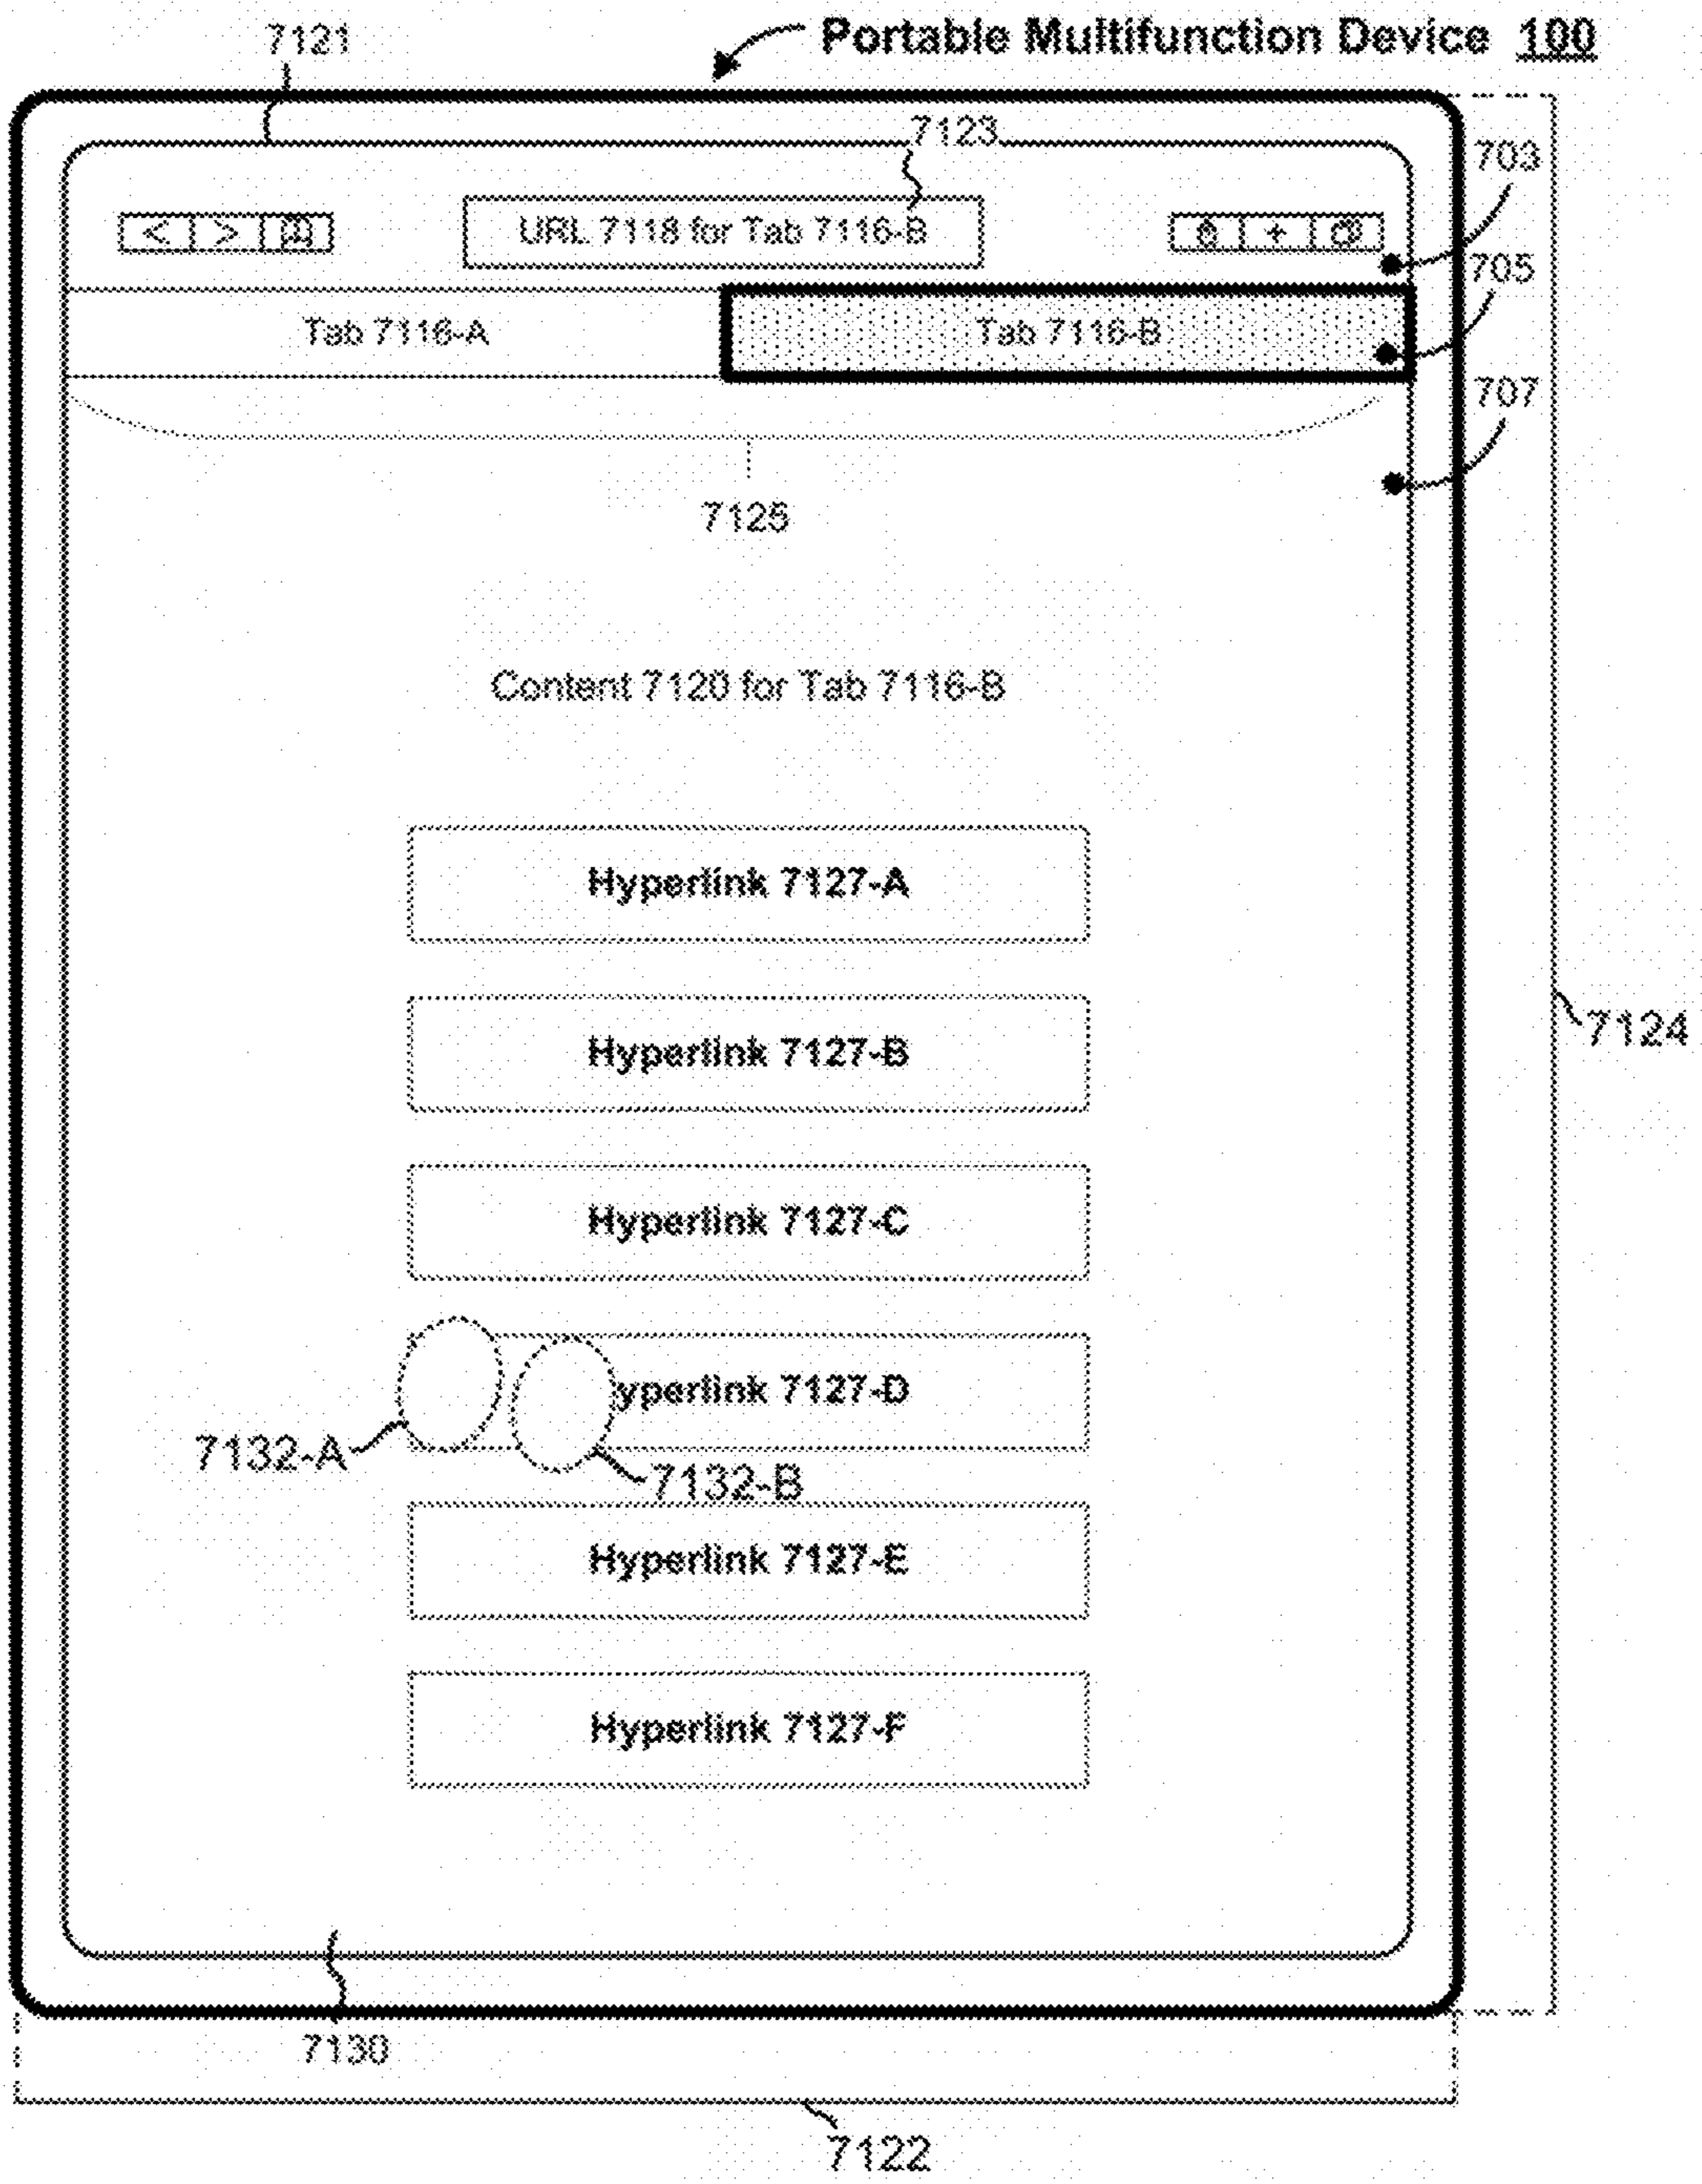 7121
Portable Multifunction Device 100
7123
703
< > 
URL 7118 for Tab 7116-B
+
705
Tab 7116-A
Tab 7116-B
707
7125
Content 7120 for Tab 7116-B
Hyperlink 7127-A
7124
Hyperlink 7127-B
Hyperlink 7127-C
yperlink 7127-D
7132-A
7132-B
Hyperlink 7127-E
Hyperlink 7127-F
7130
7122